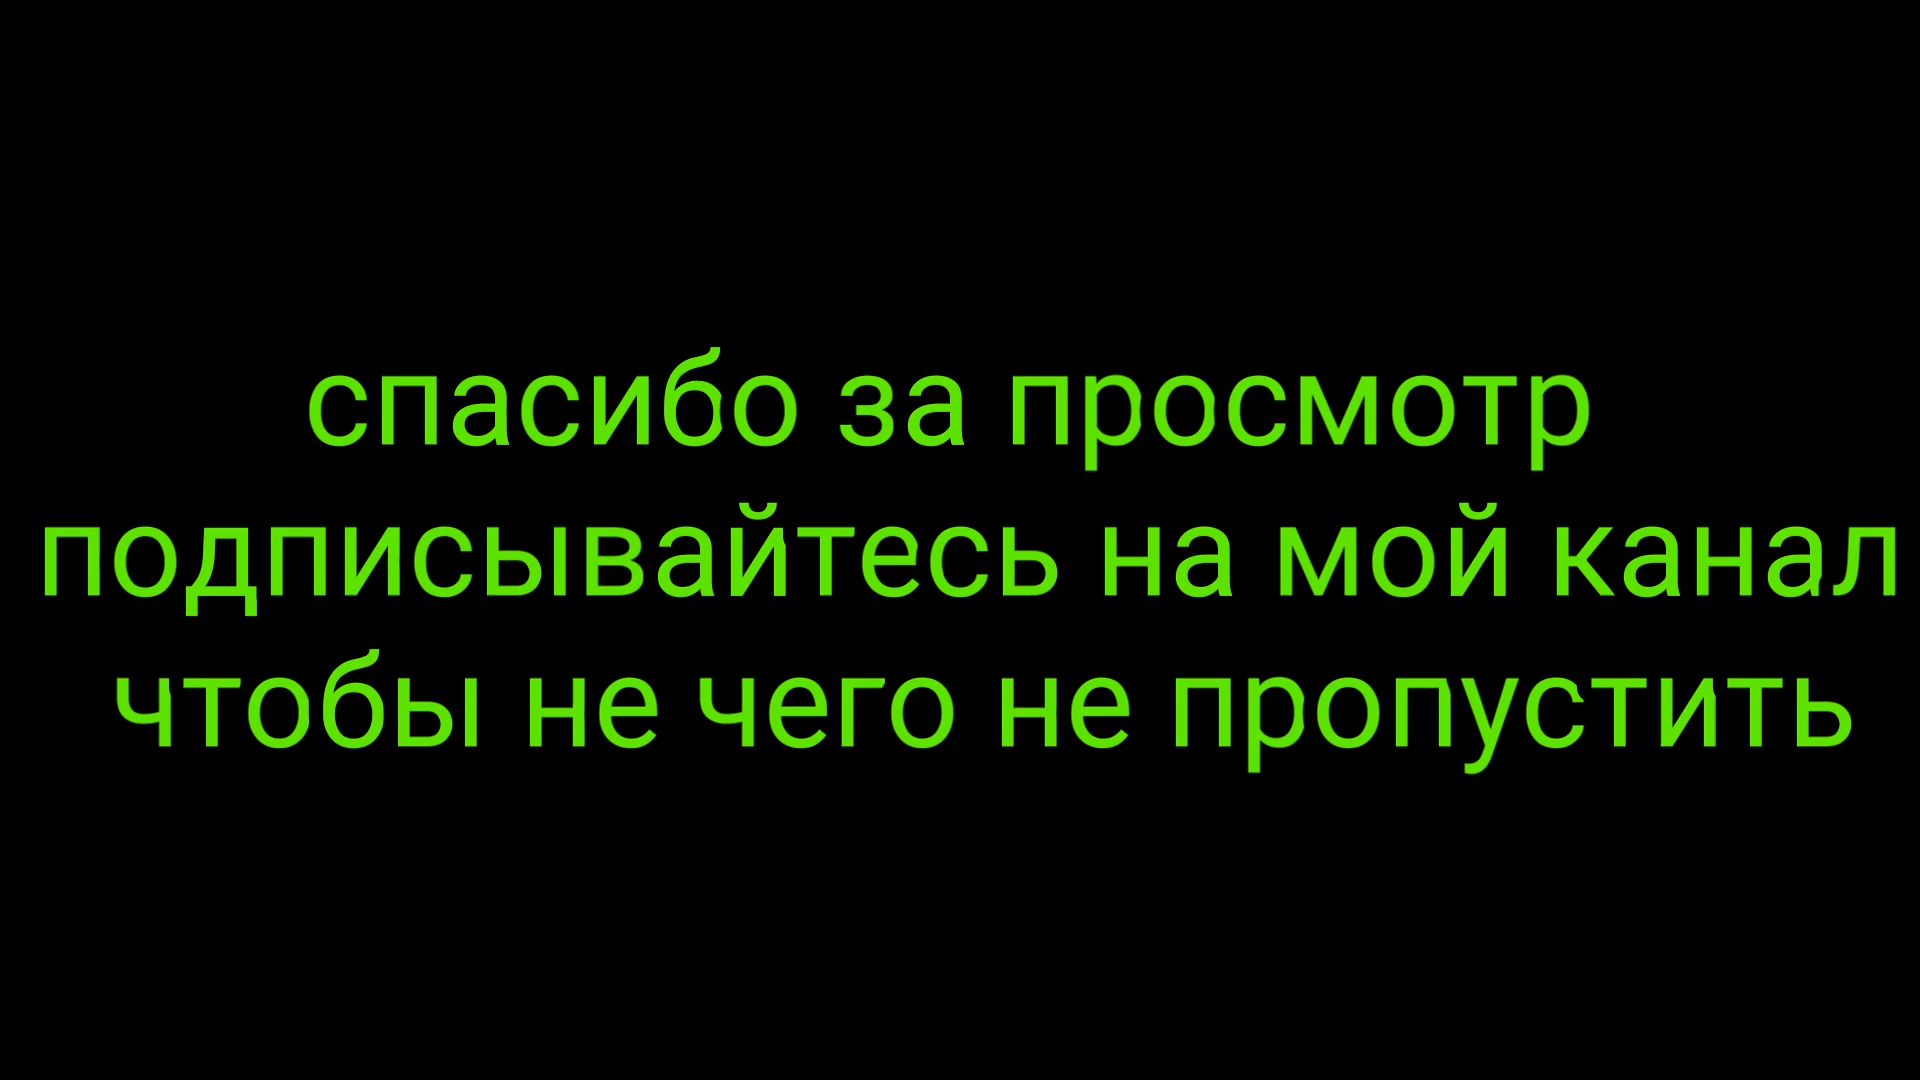 спасибо за просмотр
подписывайтесь на мой канал
чтобы не чего не пропустить